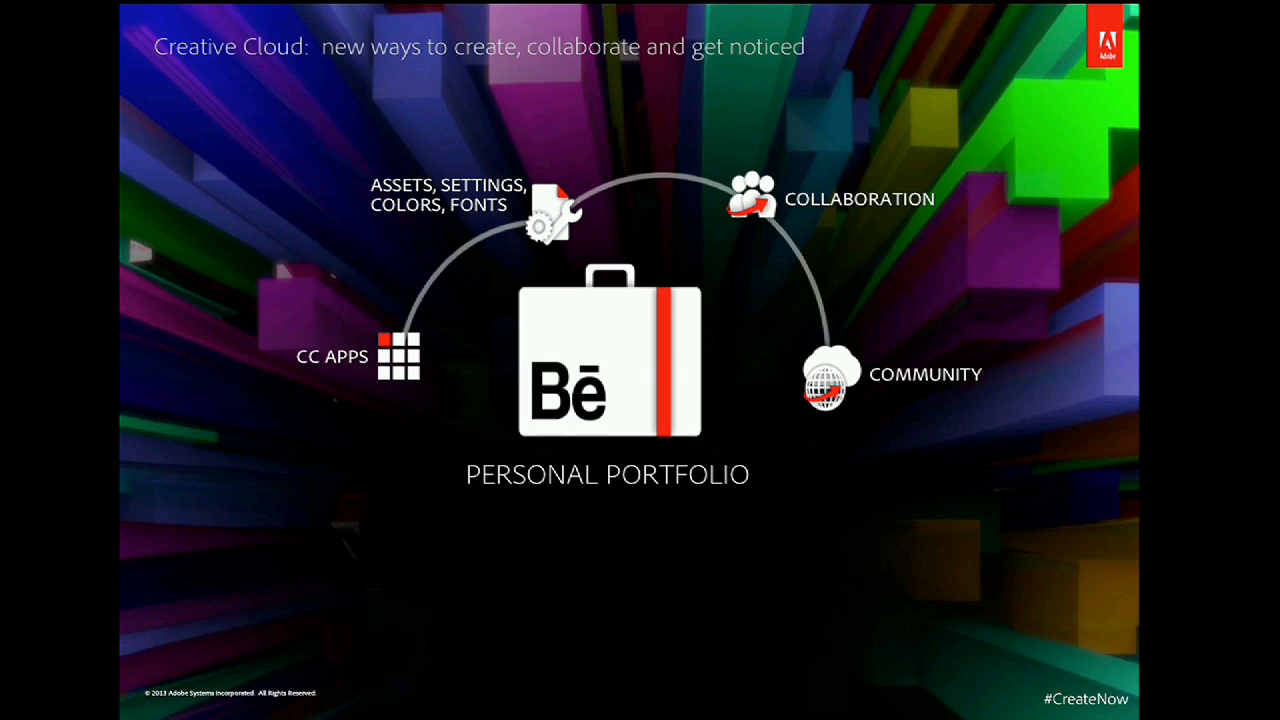 Creative Cloud: new ways to create, collaborate and get noticed
Adobe
ASSETS, SETTINGS,
COLORS, FONTS
COLLABORATION
CC APPS
Bē
COMMUNITY
PERSONAL PORTFOLIO
© 2013 Adobe Systems Incorporated. All Rights Reserved.
#CreateNow